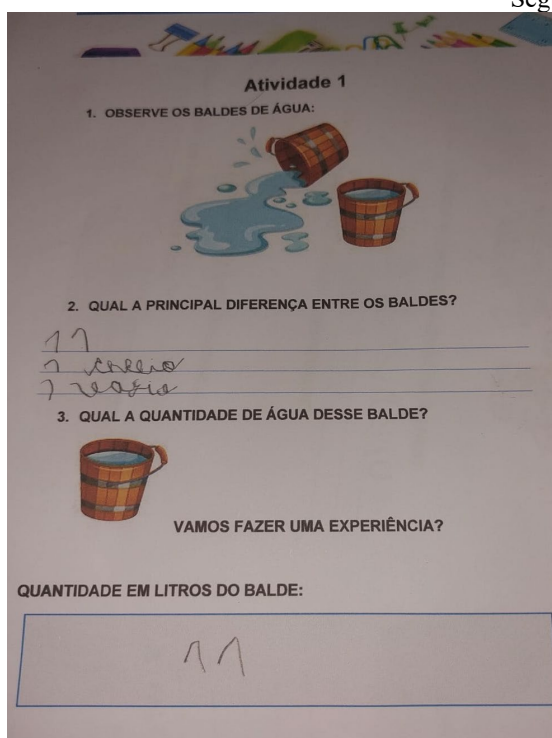 Seg
Atividade 1
1. OBSERVE OS BALDES DE ÁGUA:
2. QUAL A PRINCIPAL DIFERENÇA ENTRE OS BALDES?
11
1 cheio
1 vazio
3. QUAL A QUANTIDADE DE ÁGUA DESSE BALDE?
VAMOS FAZER UMA EXPERIÊNCIA?
QUANTIDADE EM LITROS DO BALDE:
11